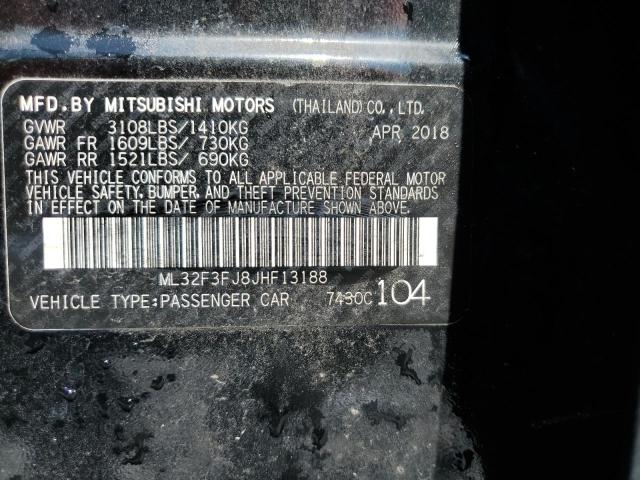 MFD.BY MITSUBISHI MOTORS (THAILAND) CO., LTD.
GVWR 3108LBS/1410KG APR 2018
GAWR FR 1609LBS/ 730KG
GAWR RR 1521LBS/ 690KG
THIS VEHICLE CONFORMS TO ALL APPLICABLE FEDERAL MOTOR
VEHICLE SAFETY, BUMPER, AND THEFT PREVENTION STANDARDS
IN EFFECT ON THE DATE OF MANUFACTURE SHOWN ABOVE.
ML32F3FJ8JHF13188
VEHICLE TYPE:PASSENGER CAR 7430C 104